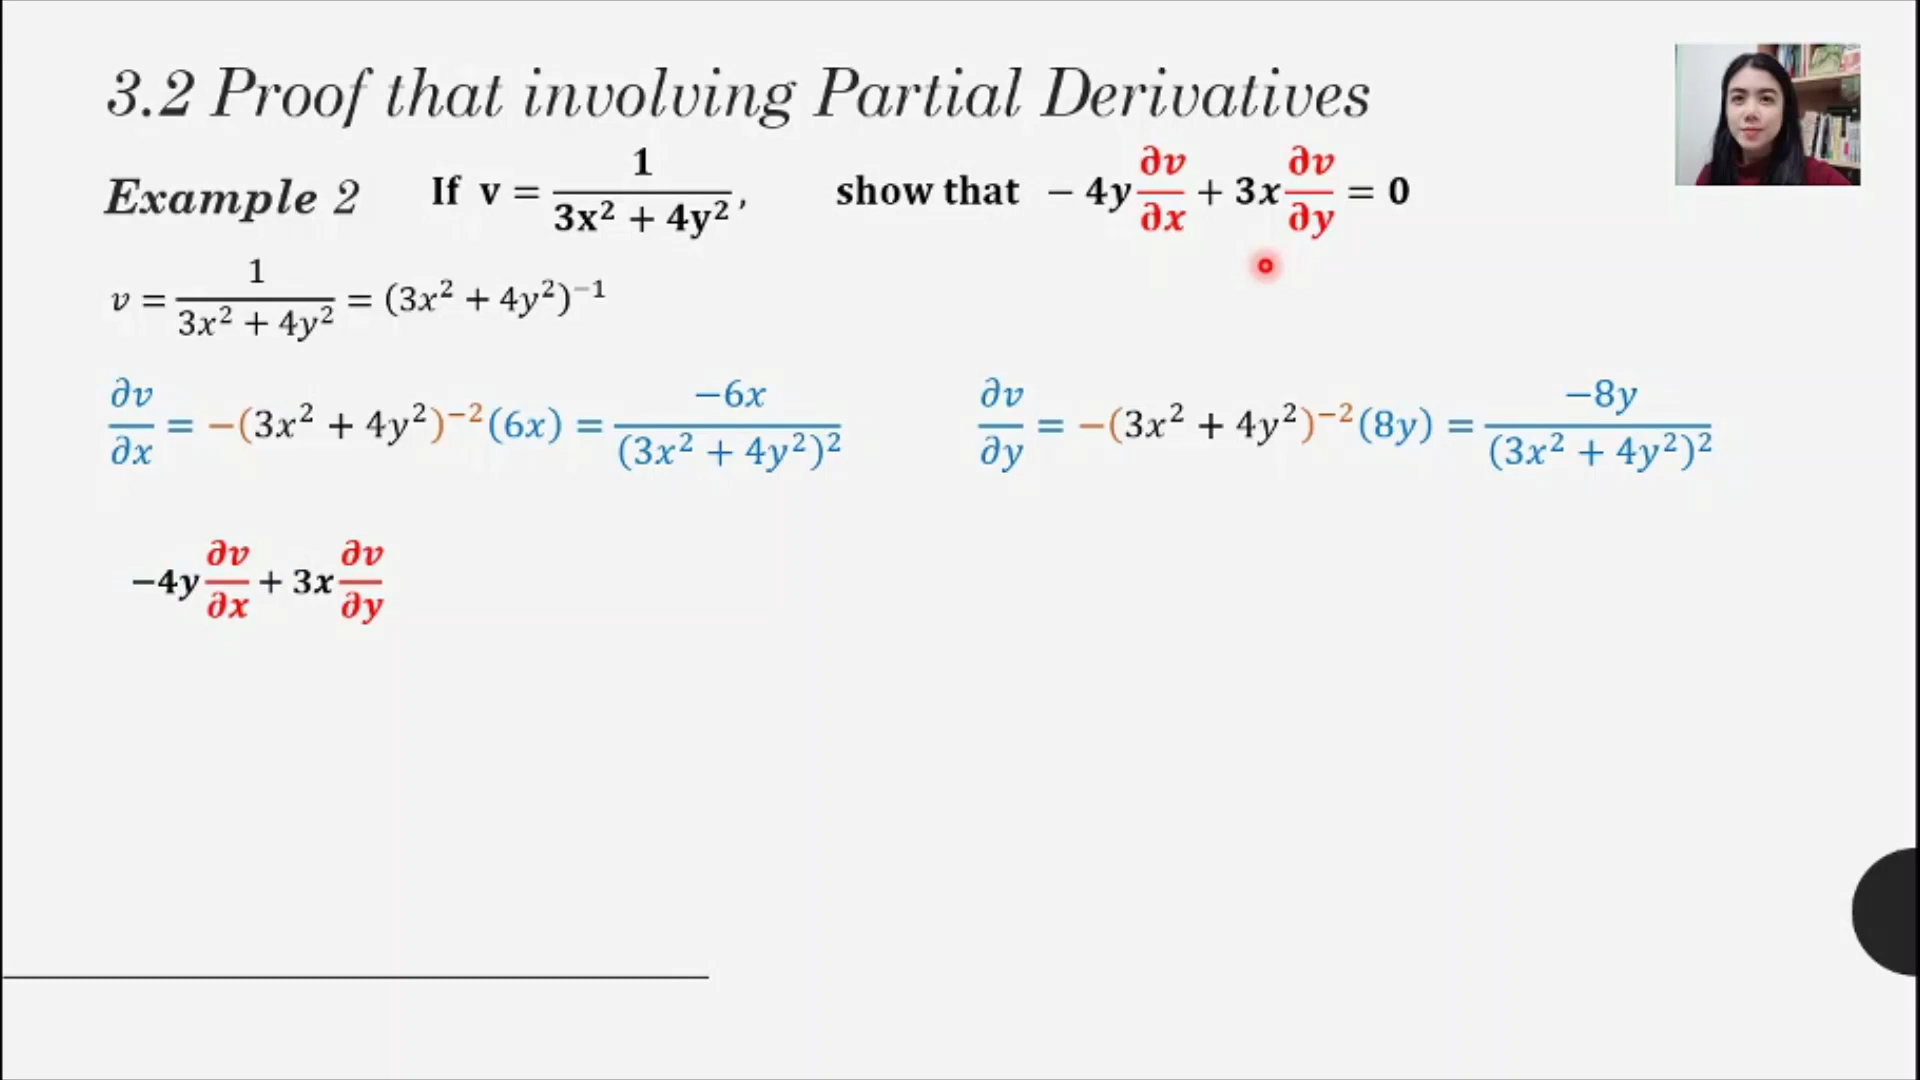 3.2 Proof that involving Partial Derivatives
Example 2 If v = 1/(3x² + 4y²), show that − 4y ∂v/∂x + 3x ∂v/∂y = 0
v = 1/(3x² + 4y²) = (3x² + 4y²)⁻¹
∂v/∂x = −(3x² + 4y²)⁻²(6x) = −6x/(3x² + 4y²)²
∂v/∂y = −(3x² + 4y²)⁻²(8y) = −8y/(3x² + 4y²)²
−4y ∂v/∂x + 3x ∂v/∂y